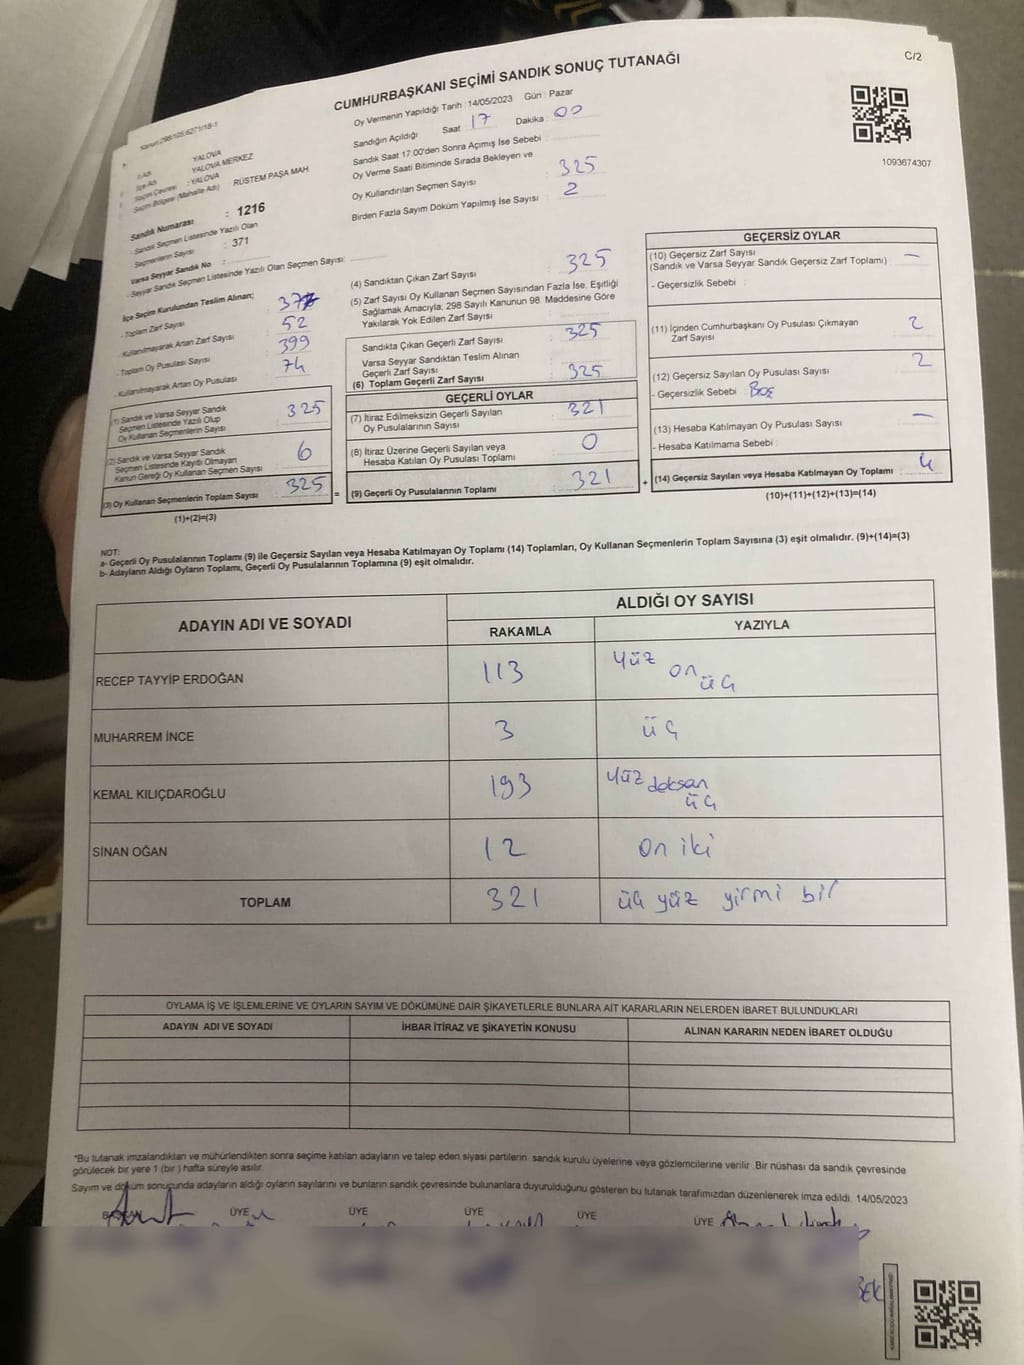 C/2
CUMHURBAŞKANI SEÇİMİ SANDIK SONUÇ TUTANAĞI
Kanun:298/105;6271/18-1
Oy Vermenin Yapıldığı Tarih : 14/05/2023 Gün : Pazar
Sandığın Açıldığı Saat 17 Dakika 00
Sandık Saat 17.00'den Sonra Açımış İse Sebebi :
Oy Verme Saati Bitiminde Sırada Bekleyen ve
Oy Kullandırılan Seçmen Sayısı 325
Birden Fazla Sayım Döküm Yapılmış İse Sayısı : 2
1093674307
İl Adı : YALOVA
İlçe Adı : YALOVA MERKEZ
Seçim Çevresi : YALOVA
Seçim Bölgesi (Mahalle Adı) RÜSTEM PAŞA MAH
Sandık Numarası : 1216
- Sandık Seçmen Listesinde Yazılı Olan
Seçmenlerin Sayısı : 371
Varsa Seyyar Sandık No :
- Seyyar Sandık Seçmen Listesinde Yazılı Olan Seçmen Sayısı:
İlçe Seçim Kurulundan Teslim Alınan;
- Toplam Zarf Sayısı
- Kullanılmayarak Artan Zarf Sayısı 52
- Toplam Oy Pusulası Sayısı 399
- Kullanılmayarak Artan Oy Pusulası 74
(1) Sandık ve Varsa Seyyar Sandık
Seçmen Listesinde Yazılı Olup
Oy Kullanan Seçmenlerin Sayısı 325
(2) Sandık ve Varsa Seyyar Sandık
Seçmen Listesinde Kayıtlı Olmayan
Kanun Gereği Oy Kullanan Seçmen Sayısı 6
(3) Oy Kullanan Seçmenlerin Toplam Sayısı 325 =
(1)+(2)=(3)
(4) Sandıktan Çıkan Zarf Sayısı 325
(5) Zarf Sayısı Oy Kullanan Seçmen Sayısından Fazla İse, Eşitliği
Sağlamak Amacıyla; 298 Sayılı Kanunun 98. Maddesine Göre
Yakılarak Yok Edilen Zarf Sayısı
Sandıkta Çıkan Geçerli Zarf Sayısı 325
Varsa Seyyar Sandıktan Teslim Alınan
Geçerli Zarf Sayısı
(6) Toplam Geçerli Zarf Sayısı 325
GEÇERLİ OYLAR
(7) İtiraz Edilmeksizin Geçerli Sayılan
Oy Pusulalarının Sayısı 321
(8) İtiraz Üzerine Geçerli Sayılan veya
Hesaba Katılan Oy Pusulası Toplamı 0
(9) Geçerli Oy Pusulalarının Toplamı 321 +
GEÇERSİZ OYLAR
(10) Geçersiz Zarf Sayısı
(Sandık ve Varsa Seyyar Sandık Geçersiz Zarf Toplamı) —
- Geçersizlik Sebebi :
(11) İçinden Cumhurbaşkanı Oy Pusulası Çıkmayan
Zarf Sayısı 2
(12) Geçersiz Sayılan Oy Pusulası Sayısı 2
- Geçersizlik Sebebi : Boş
(13) Hesaba Katılmayan Oy Pusulası Sayısı —
- Hesaba Katılmama Sebebi :
(14) Geçersiz Sayılan veya Hesaba Katılmayan Oy Toplamı 4
(10)+(11)+(12)+(13)=(14)
NOT:
a- Geçerli Oy Pusulalarının Toplamı (9) ile Geçersiz Sayılan veya Hesaba Katılmayan Oy Toplamı (14) Toplamları, Oy Kullanan Seçmenlerin Toplam Sayısına (3) eşit olmalıdır. (9)+(14)=(3)
b- Adayların Aldığı Oyların Toplamı, Geçerli Oy Pusulalarının Toplamına (9) eşit olmalıdır.
ADAYIN ADI VE SOYADI ALDIĞI OY SAYISI
RAKAMLA YAZIYLA
RECEP TAYYİP ERDOĞAN 113 yüz on üç
MUHARREM İNCE 3 üç
KEMAL KILIÇDAROĞLU 193 yüz doksan üç
SİNAN OĞAN 12 on iki
TOPLAM 321 üç yüz yirmi bir
OYLAMA İŞ VE İŞLEMLERİNE VE OYLARIN SAYIM VE DÖKÜMÜNE DAİR ŞİKAYETLERLE BUNLARA AİT KARARLARIN NELERDEN İBARET BULUNDUKLARI
ADAYIN ADI VE SOYADI İHBAR İTİRAZ VE ŞİKAYETİN KONUSU ALINAN KARARIN NEDEN İBARET OLDUĞU
*Bu tutanak imzalandıktan ve mühürlendikten sonra seçime katılan adayların ve talep eden siyasi partilerin sandık kurulu üyelerine veya gözlemcilerine verilir .Bir nüshası da sandık çevresinde
görülecek bir yere 1 (bir ) hafta süreyle asılır.
Sayım ve döküm sonucunda adayların aldığı oyların sayılarını ve bunların sandık çevresinde bulunanlara duyurulduğunu gösteren bu tutanak tarafımızdan düzenlenerek imza edildi. 14/05/2023
BAŞKAN ÜYE ÜYE ÜYE ÜYE ÜYE